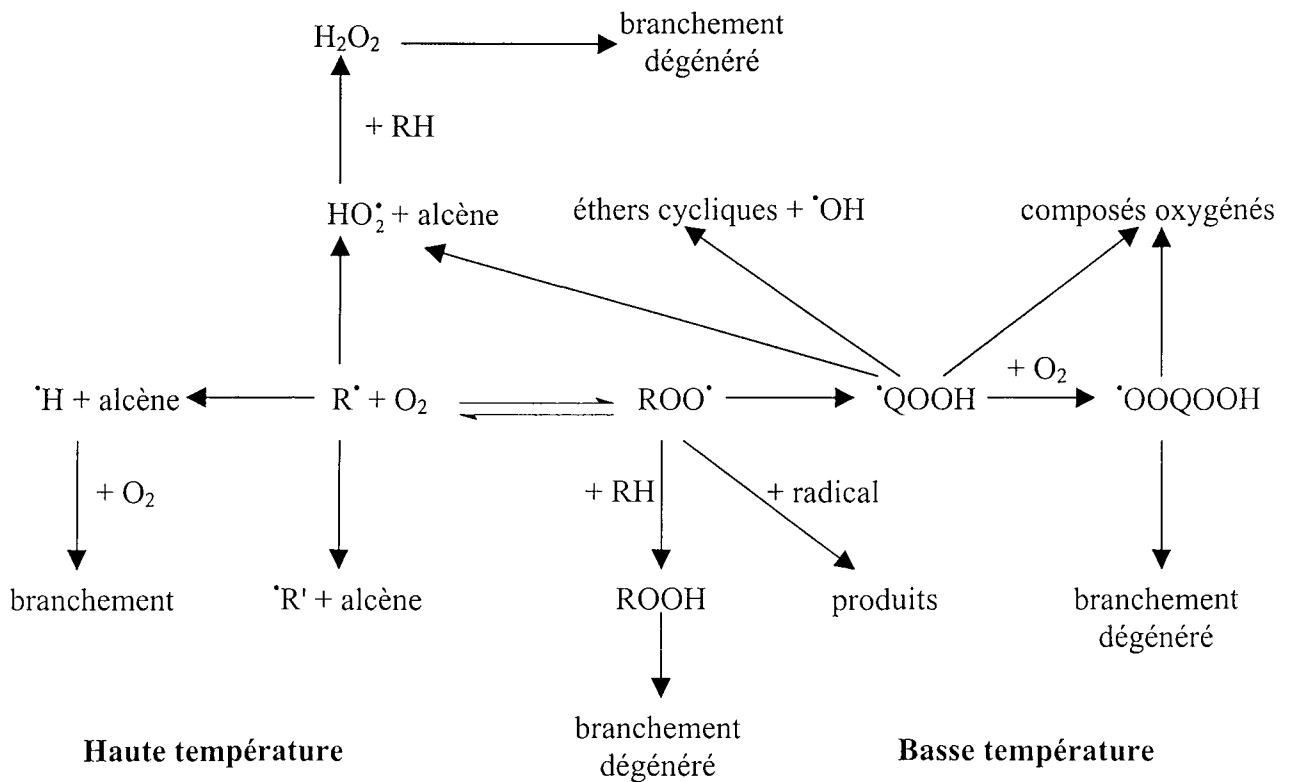 H₂O₂
branchement
dégénéré
+ RH
HO₂˙ + alcène
éthers cycliques + ˙OH
composés oxygénés
˙H + alcène
R˙ + O₂
ROO˙
˙QOOH
+ O₂
˙OOQOOH
+ O₂
+ RH
+ radical
branchement
˙R' + alcène
ROOH
produits
branchement
dégénéré
branchement
dégénéré
Haute température
Basse température